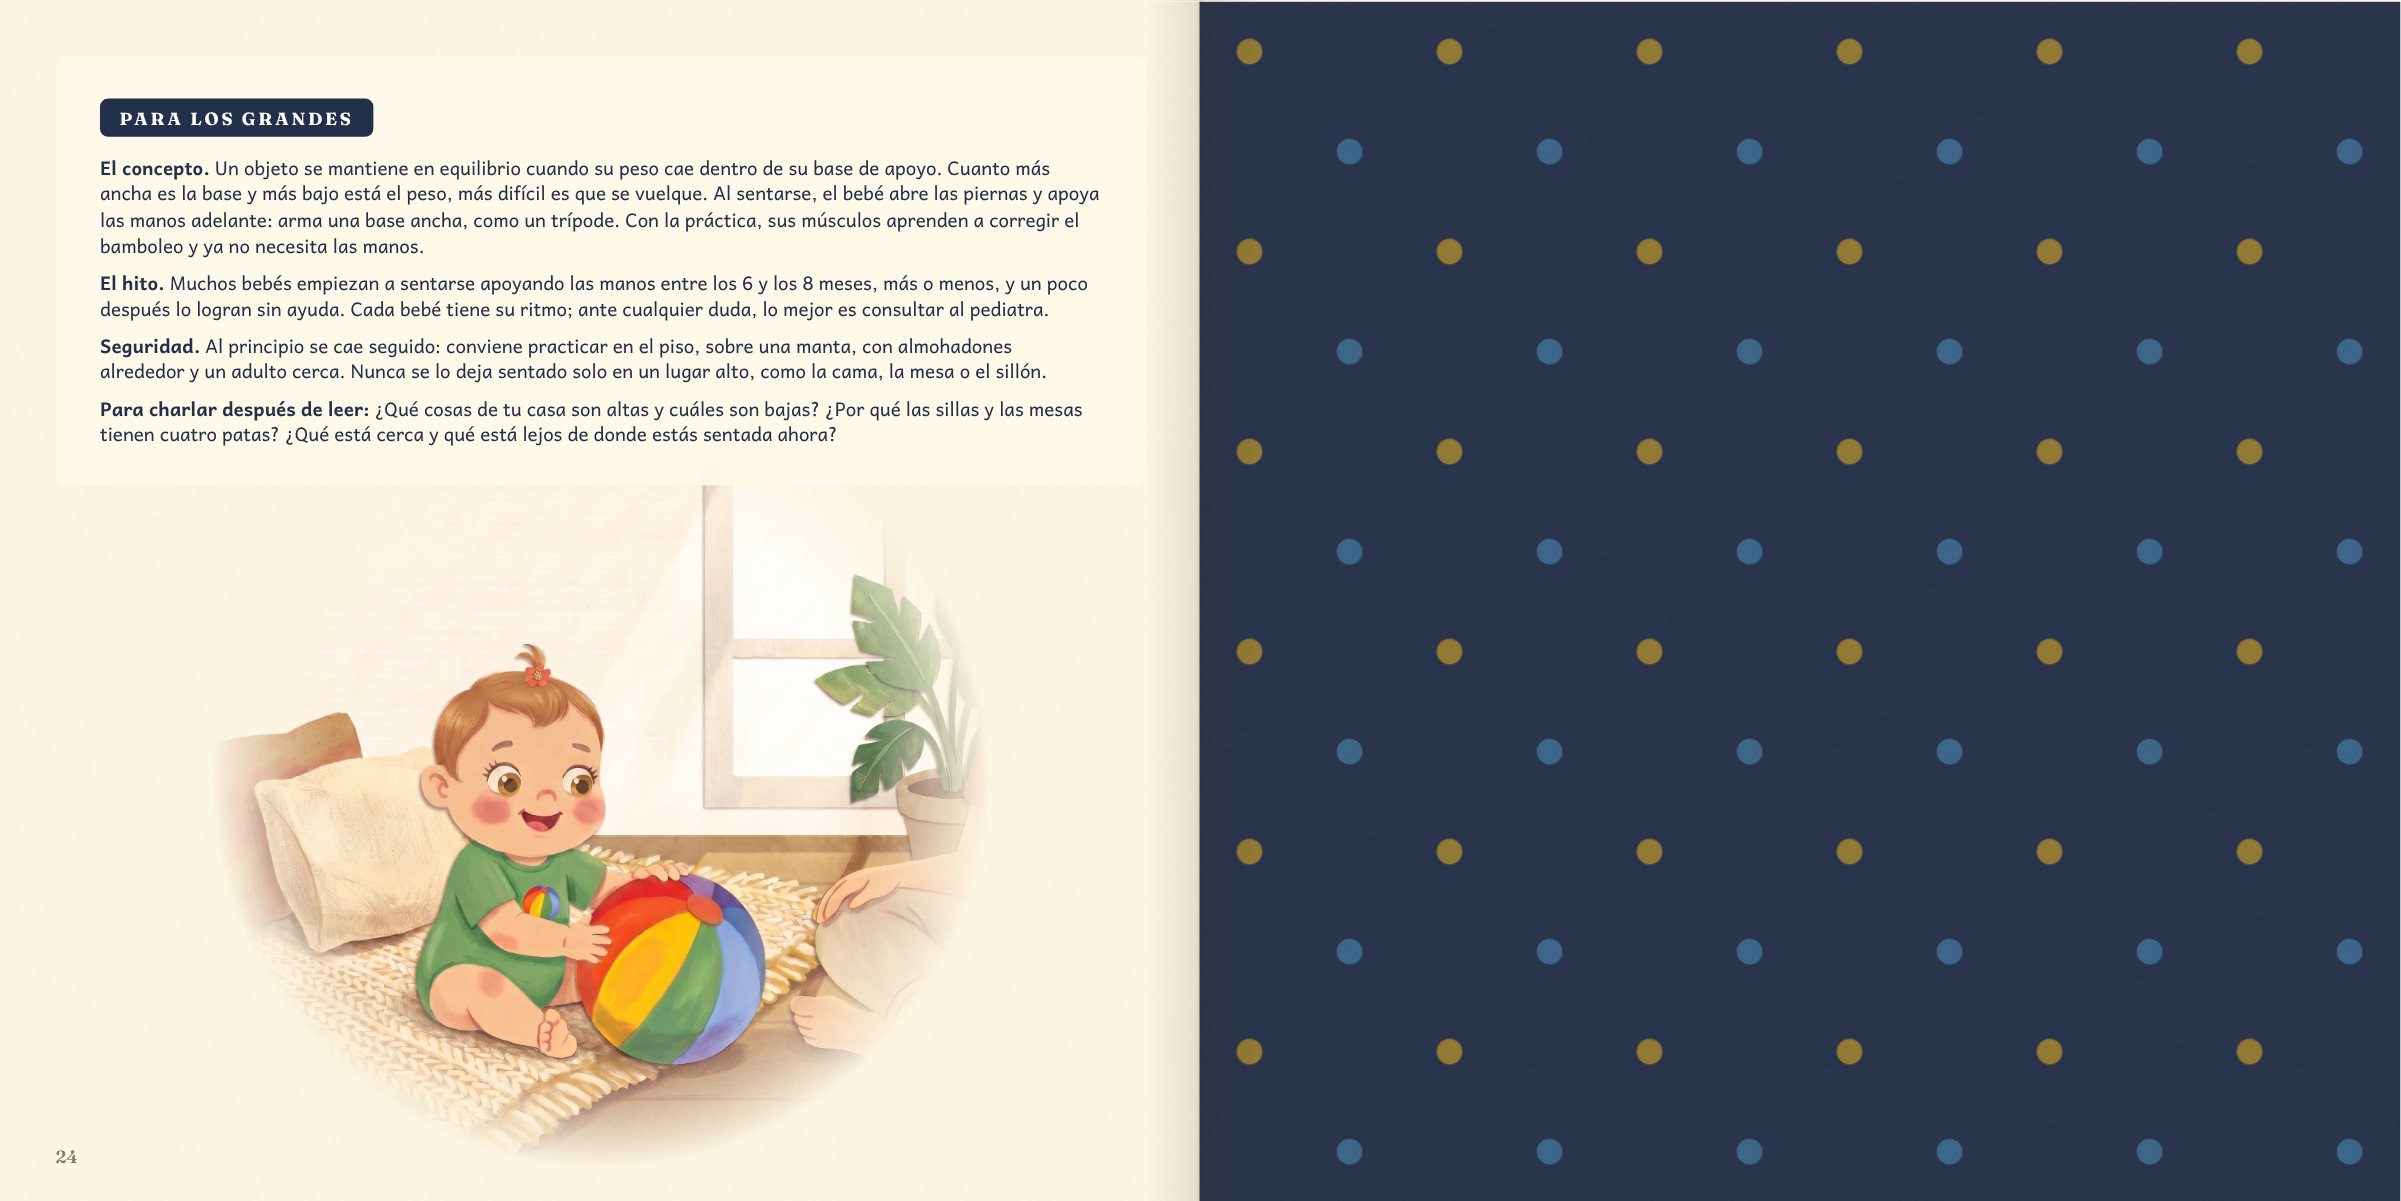 PARA LOS GRANDES
El concepto. Un objeto se mantiene en equilibrio cuando su peso cae dentro de su base de apoyo. Cuanto más
ancha es la base y más bajo está el peso, más difícil es que se vuelque. Al sentarse, el bebé abre las piernas y apoya
las manos adelante: arma una base ancha, como un trípode. Con la práctica, sus músculos aprenden a corregir el
bamboleo y ya no necesita las manos.
El hito. Muchos bebés empiezan a sentarse apoyando las manos entre los 6 y los 8 meses, más o menos, y un poco
después lo logran sin ayuda. Cada bebé tiene su ritmo; ante cualquier duda, lo mejor es consultar al pediatra.
Seguridad. Al principio se cae seguido: conviene practicar en el piso, sobre una manta, con almohadones
alrededor y un adulto cerca. Nunca se lo deja sentado solo en un lugar alto, como la cama, la mesa o el sillón.
Para charlar después de leer: ¿Qué cosas de tu casa son altas y cuáles son bajas? ¿Por qué las sillas y las mesas
tienen cuatro patas? ¿Qué está cerca y qué está lejos de donde estás sentada ahora?
24